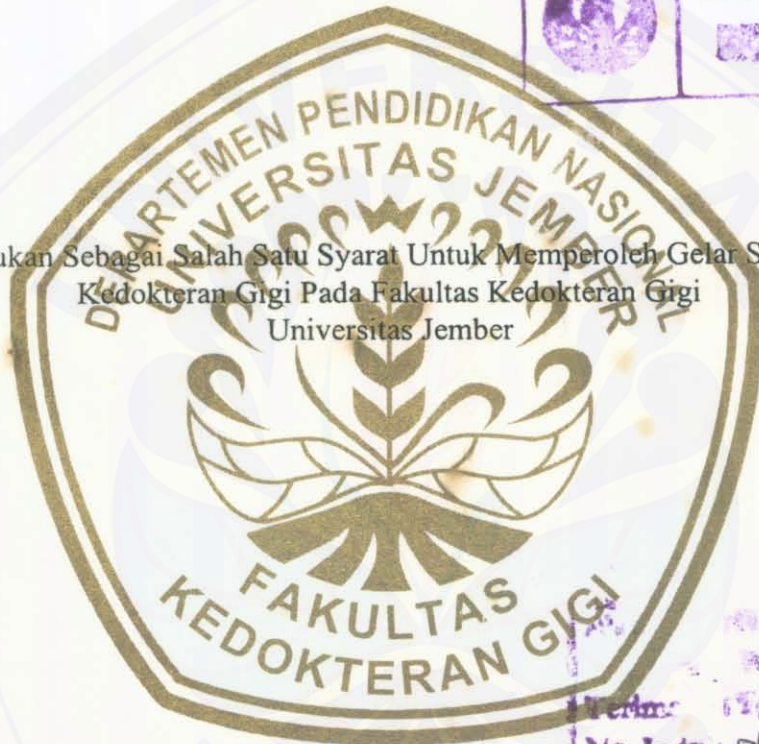 DEPARTEMEN PENDIDIKAN NASIONAL
UNIVERSITAS JEMBER
Sebagai Salah Satu Syarat Untuk Memperoleh Gelar
Kedokteran Gigi Pada Fakultas Kedokteran Gigi
Universitas Jember
FAKULTAS
KEDOKTERAN GIGI